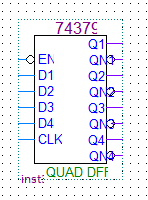 74379
Q1
EN QN1
D1 Q2
D2 QN2
D3 Q3
D4 QN3
CLK Q4
QN4
QUAD DFF
inst